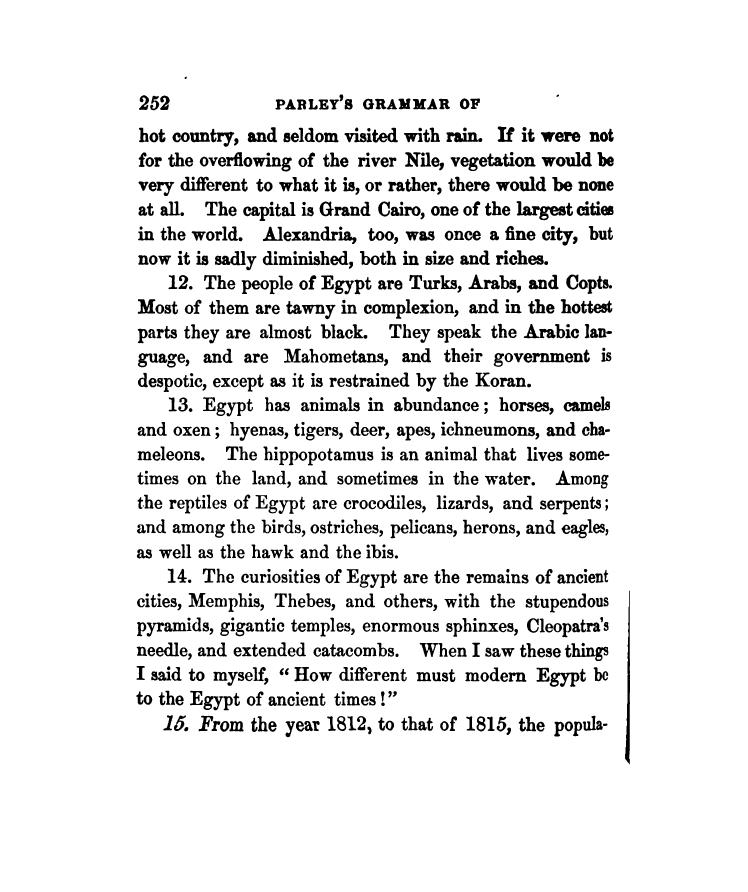 252 PARLEY'S GRAMMAR OF
hot country, and seldom visited with rain. If it were not
for the overflowing of the river Nile, vegetation would be
very different to what it is, or rather, there would be none
at all. The capital is Grand Cairo, one of the largest cities
in the world. Alexandria, too, was once a fine city, but
now it is sadly diminished, both in size and riches.
12. The people of Egypt are Turks, Arabs, and Copts.
Most of them are tawny in complexion, and in the hottest
parts they are almost black. They speak the Arabic lan-
guage, and are Mahometans, and their government is
despotic, except as it is restrained by the Koran.
13. Egypt has animals in abundance; horses, camels
and oxen; hyenas, tigers, deer, apes, ichneumons, and cha-
meleons. The hippopotamus is an animal that lives some-
times on the land, and sometimes in the water. Among
the reptiles of Egypt are crocodiles, lizards, and serpents;
and among the birds, ostriches, pelicans, herons, and eagles,
as well as the hawk and the ibis.
14. The curiosities of Egypt are the remains of ancient
cities, Memphis, Thebes, and others, with the stupendous
pyramids, gigantic temples, enormous sphinxes, Cleopatra's
needle, and extended catacombs. When I saw these things
I said to myself, "How different must modern Egypt be
to the Egypt of ancient times!"
15. From the year 1812, to that of 1815, the popula-